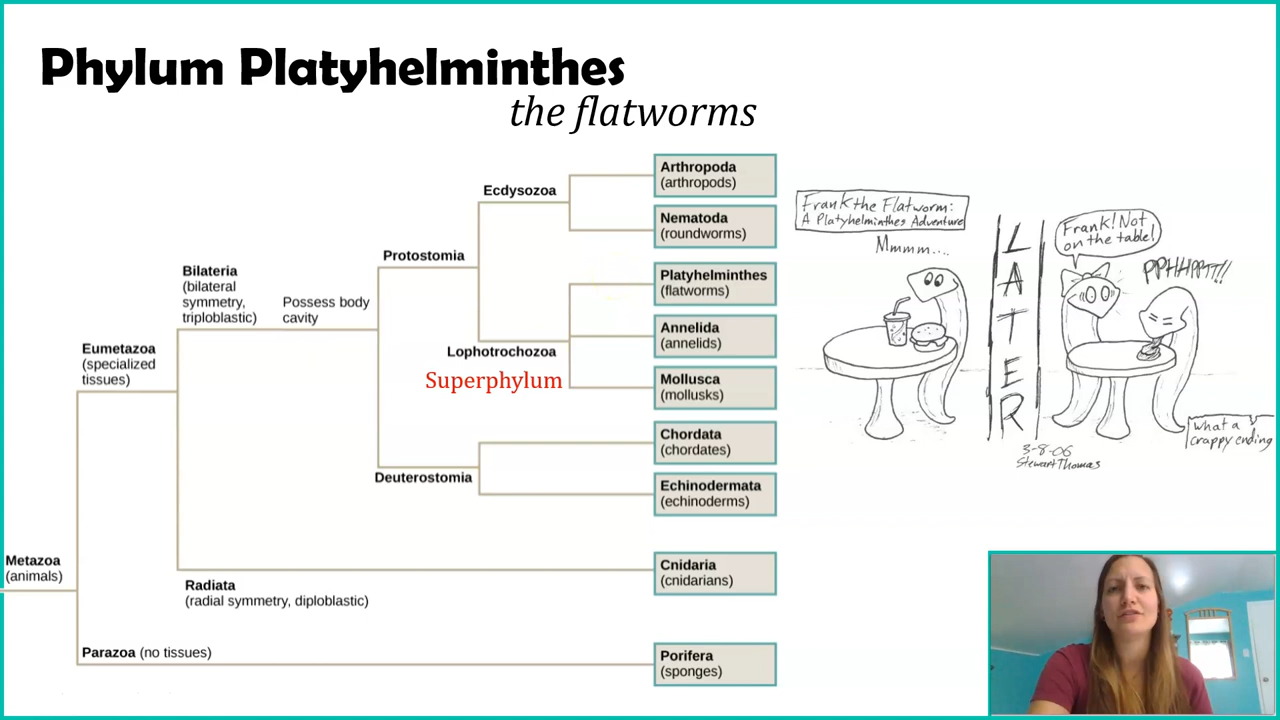 Phylum Platyhelminthes
the flatworms
Arthropoda
(arthropods)
Ecdysozoa
Nematoda
(roundworms)
Protostomia
Bilateria
(bilateral
symmetry,
triploblastic)
Possess body
cavity
Platyhelminthes
(flatworms)
Annelida
(annelids)
Lophotrochozoa
Superphylum
Mollusca
(mollusks)
Eumetazoa
(specialized
tissues)
Chordata
(chordates)
Deuterostomia
Echinodermata
(echinoderms)
Metazoa
(animals)
Cnidaria
(cnidarians)
Radiata
(radial symmetry, diploblastic)
Parazoa (no tissues)
Porifera
(sponges)
Frank the Flatworm:
A Platyhelminthes Adventure
Mmmm....
LATER
Frank! Not
on the table!
PPHHPPTT!!
what a
crappy ending
3-8-06
Stewart Thomas